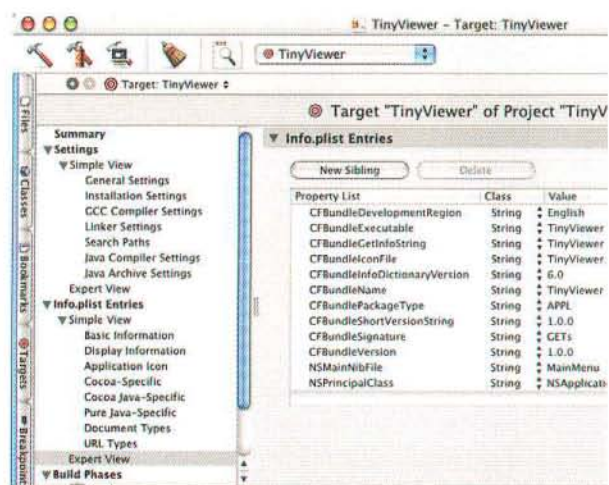 TinyViewer – Target: TinyViewer
TinyViewer
Target: TinyViewer
Target "TinyViewer" of Project "TinyV
Files
Classes
Bookmarks
Targets
Breakpoint
Summary
Settings
Simple View
General Settings
Installation Settings
GCC Compiler Settings
Linker Settings
Search Paths
Java Compiler Settings
Java Archive Settings
Expert View
Info.plist Entries
Simple View
Basic Information
Display Information
Application Icon
Cocoa-Specific
Cocoa Java-Specific
Pure Java-Specific
Document Types
URL Types
Expert View
Build Phases
Info.plist Entries
New Sibling Delete
Property List Class Value
CFBundleDevelopmentRegion String English
CFBundleExecutable String TinyViewer
CFBundleGetInfoString String TinyViewer
CFBundleIconFile String TinyViewer.
CFBundleInfoDictionaryVersion String 6.0
CFBundleName String TinyViewer
CFBundlePackageType String APPL
CFBundleShortVersionString String 1.0.0
CFBundleSignature String GETs
CFBundleVersion String 1.0.0
NSMainNibFile String MainMenu
NSPrincipalClass String NSApplicati